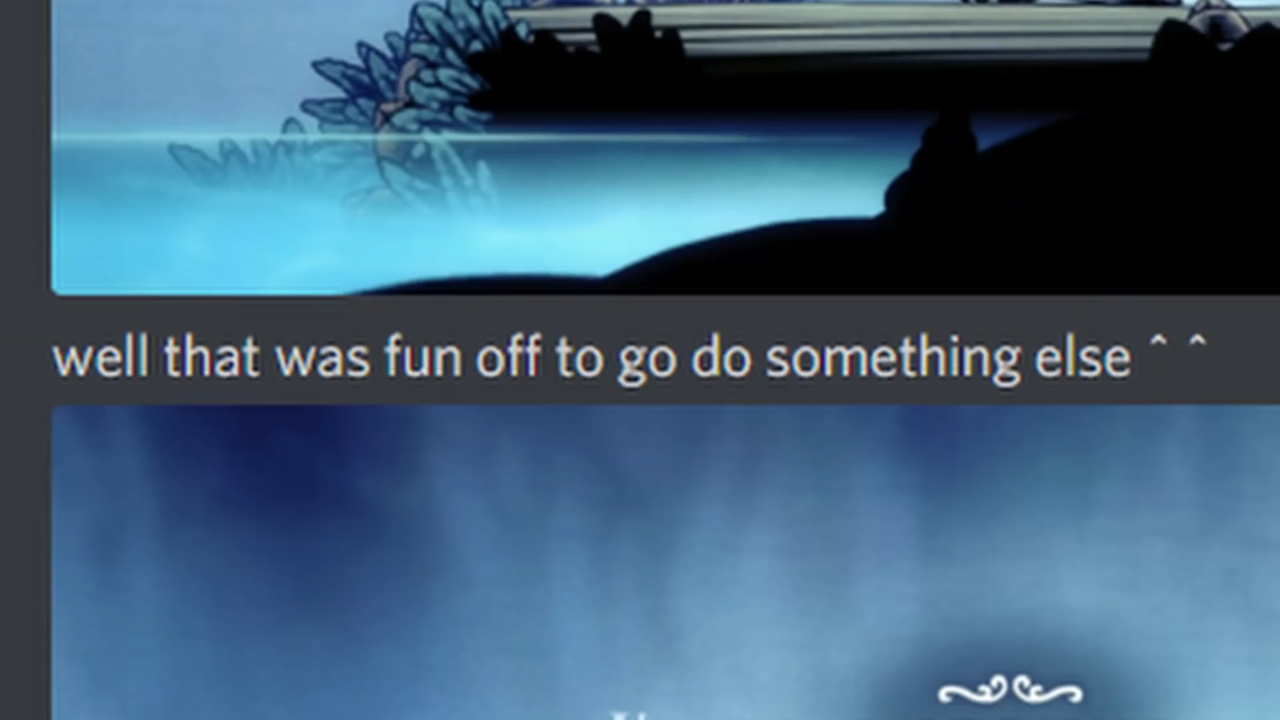 well that was fun off to go do something else ^ ^